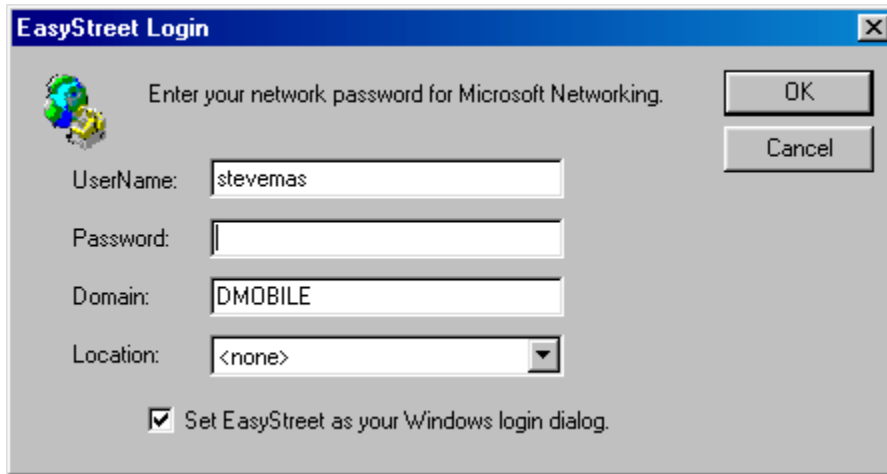 EasyStreet Login
Enter your network password for Microsoft Networking.
OK
Cancel
UserName: stevemas
Password:
Domain: DMOBILE
Location: <none>
Set EasyStreet as your Windows login dialog.